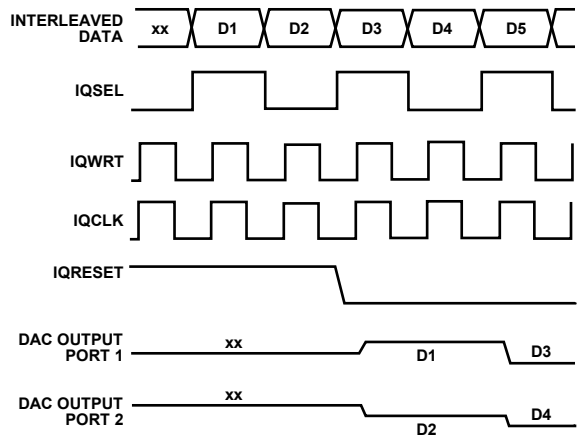 INTERLEAVED
DATA
xx D1 D2 D3 D4 D5
IQSEL
IQWRT
IQCLK
IQRESET
DAC OUTPUT
PORT 1
xx
D1
D3
DAC OUTPUT
PORT 2
xx
D2
D4